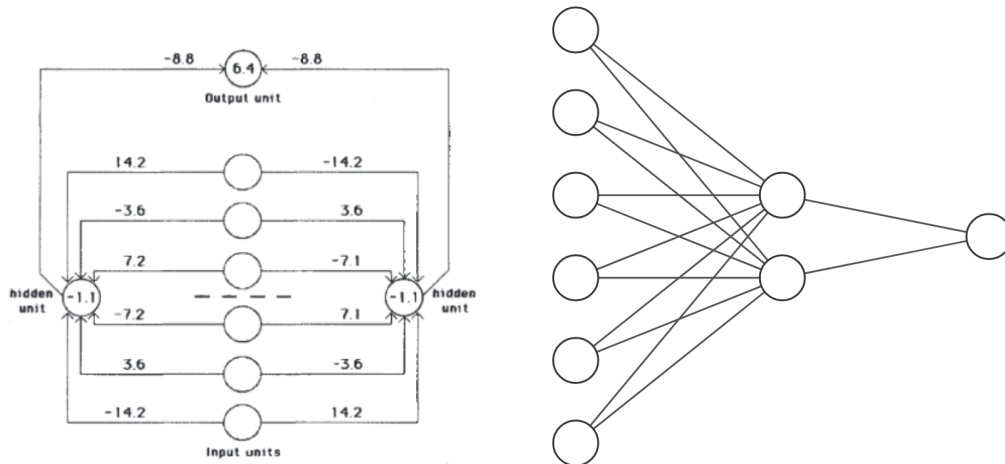 -8.8 6.4 -8.8
Output unit
14.2 -14.2
-3.6 3.6
7.2 -7.1
hidden unit -1.1 -1.1 hidden unit
-7.2 7.1
3.6 -3.6
-14.2 14.2
Input units